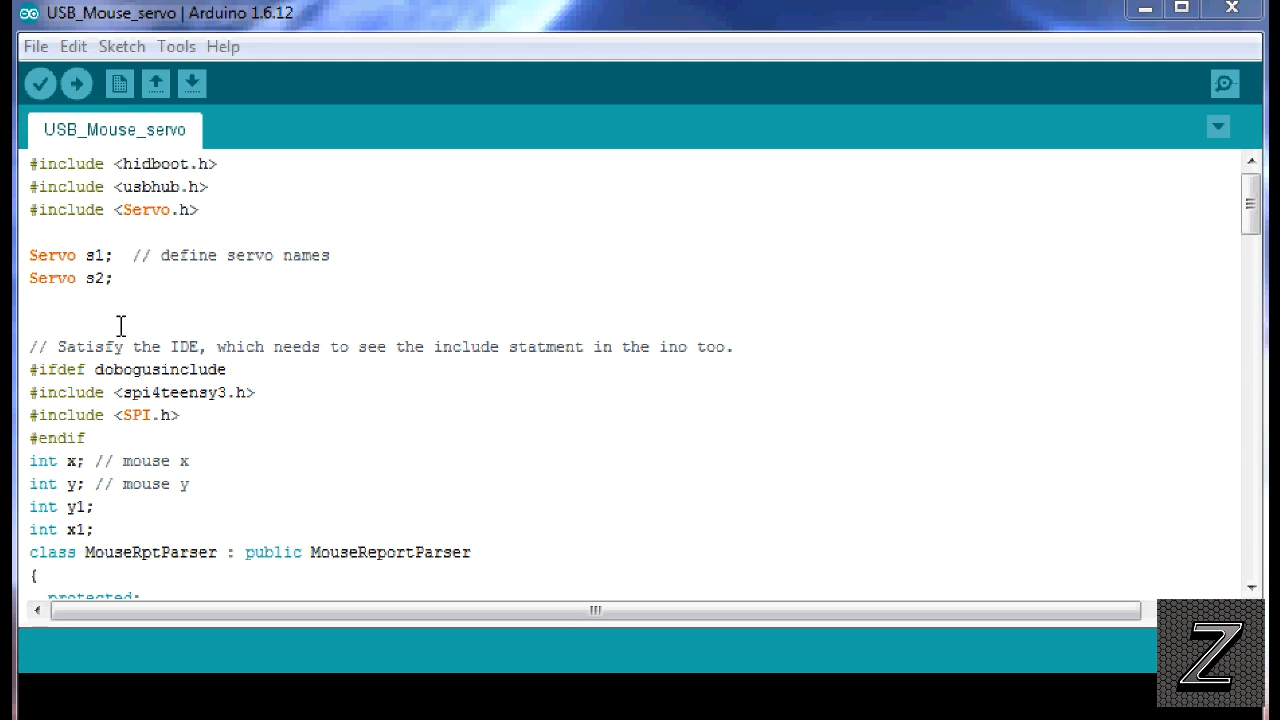 USB_Mouse_servo | Arduino 1.6.12
File Edit Sketch Tools Help
USB_Mouse_servo
#include <hidboot.h>
#include <usbhub.h>
#include <Servo.h>
Servo s1;  // define servo names
Servo s2;
// Satisfy the IDE, which needs to see the include statment in the ino too.
#ifdef dobogusinclude
#include <spi4teensy3.h>
#include <SPI.h>
#endif
int x; // mouse x
int y; // mouse y
int y1;
int x1;
class MouseRptParser : public MouseReportParser
{
protected:
Z